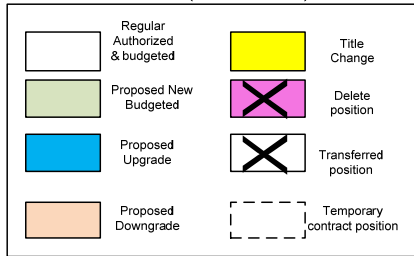 Regular
Authorized
& budgeted
Title
Change
Proposed New
Budgeted
Delete
position
Proposed
Upgrade
Transferred
position
Proposed
Downgrade
Temporary
contract position